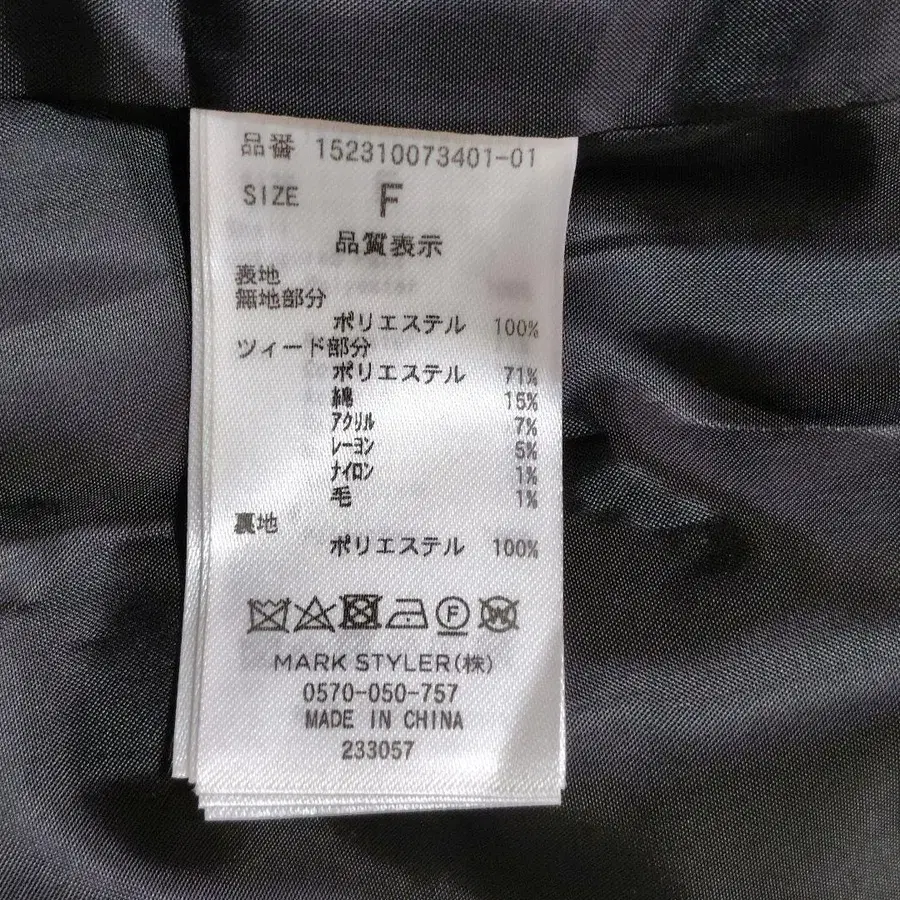 品番 152310073401-01
SIZE F
品質表示
表地
無地部分
ポリエステル 100%
ツィード部分
ポリエステル 71%
綿 15%
アクリル 7%
レーヨン 5%
ナイロン 1%
毛 1%
裏地
ポリエステル 100%
F W
MARK STYLER(株)
0570-050-757
MADE IN CHINA
233057